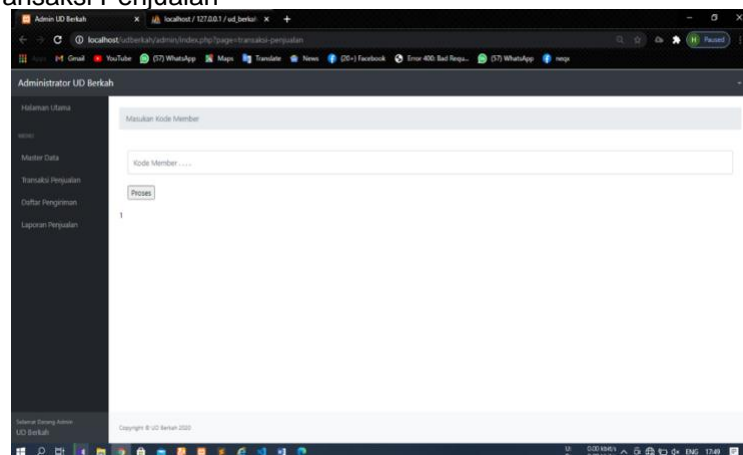 ansaksi Penjualan
Admin UD Berkah
localhost / 127.0.0.1 / ud_berkah
localhost/udberkah/admin/index.php?page=transaksi-penjualan
Paused
Gmail YouTube (57) WhatsApp Maps Translate News (20+) Facebook Error 400: Bad Requ... (57) WhatsApp
Administrator UD Berkah
Halaman Utama
Masukan Kode Member
MENU
Master Data
Kode Member . . . .
Transaksi Penjualan
Proses
Daftar Pengiriman
1
Laporan Penjualan
Selamat Datang Admin
UD Berkah
Copyright © UD Berkah 2020
ENG 17:49